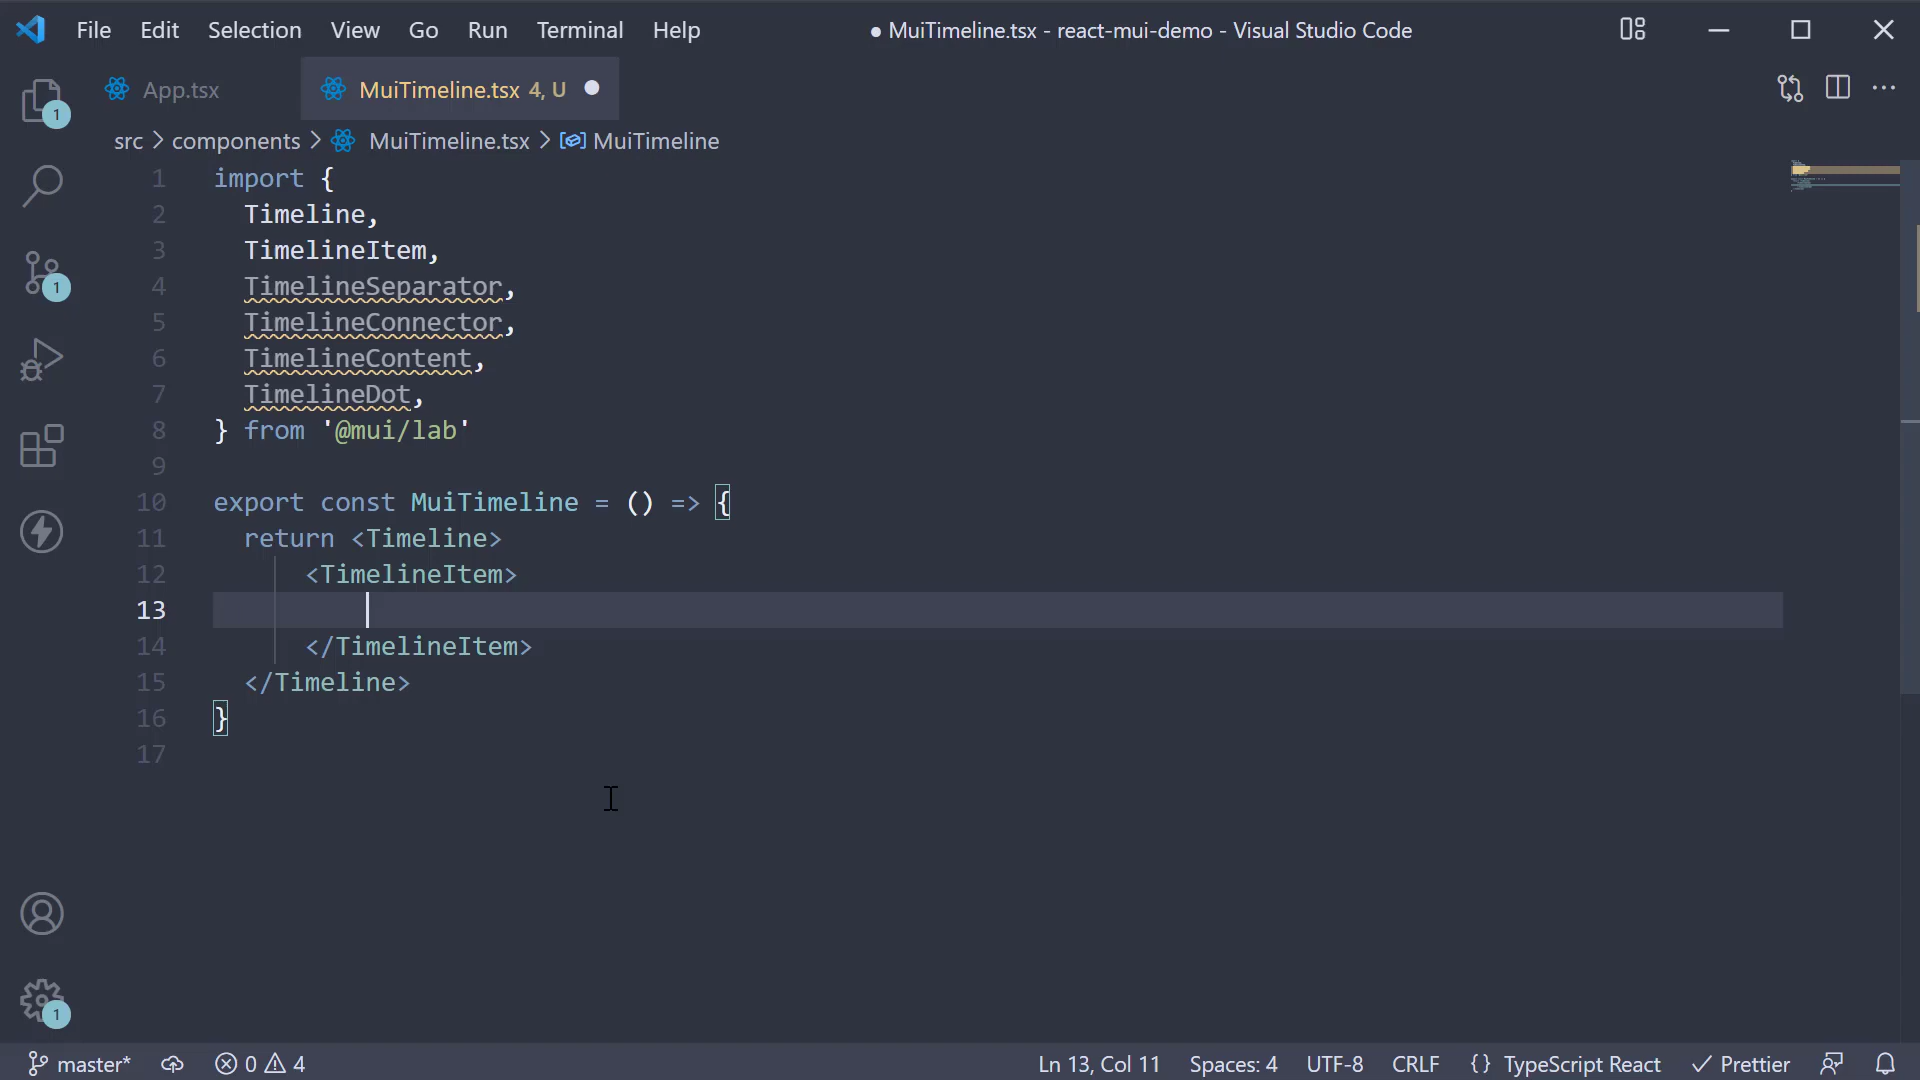 File Edit Selection View Go Run Terminal Help ● MuiTimeline.tsx - react-mui-demo - Visual Studio Code
App.tsx MuiTimeline.tsx 4, U
src > components > MuiTimeline.tsx > MuiTimeline
1 import {
2 Timeline,
3 TimelineItem,
4 TimelineSeparator,
5 TimelineConnector,
6 TimelineContent,
7 TimelineDot,
8 } from '@mui/lab'
9
10 export const MuiTimeline = () => {
11 return <Timeline>
12 <TimelineItem>
13
14 </TimelineItem>
15 </Timeline>
16 }
17
1
1
1
master* 0 4 Ln 13, Col 11 Spaces: 4 UTF-8 CRLF {} TypeScript React Prettier